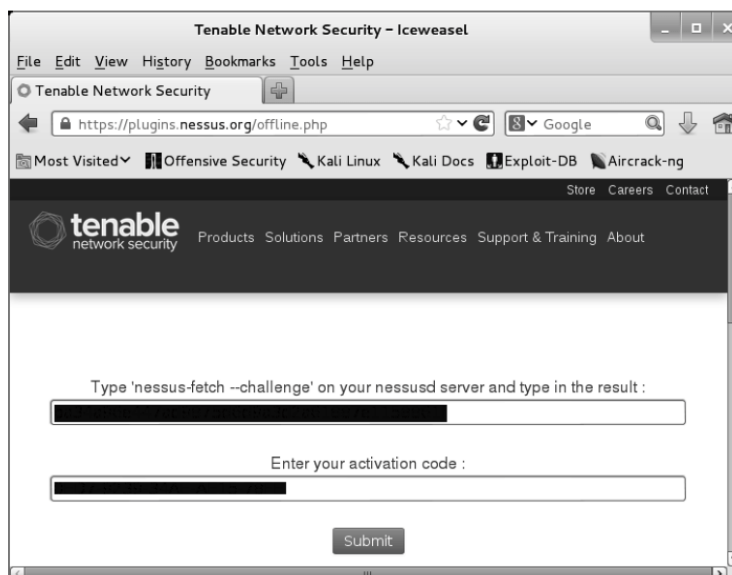 Tenable Network Security – Iceweasel
File Edit View History Bookmarks Tools Help
Tenable Network Security
https://plugins.nessus.org/offline.php
Google
Most Visited Offensive Security Kali Linux Kali Docs Exploit-DB Aircrack-ng
Store Careers Contact
tenable
network security
Products Solutions Partners Resources Support & Training About
Type 'nessus-fetch --challenge' on your nessusd server and type in the result :
Enter your activation code :
Submit